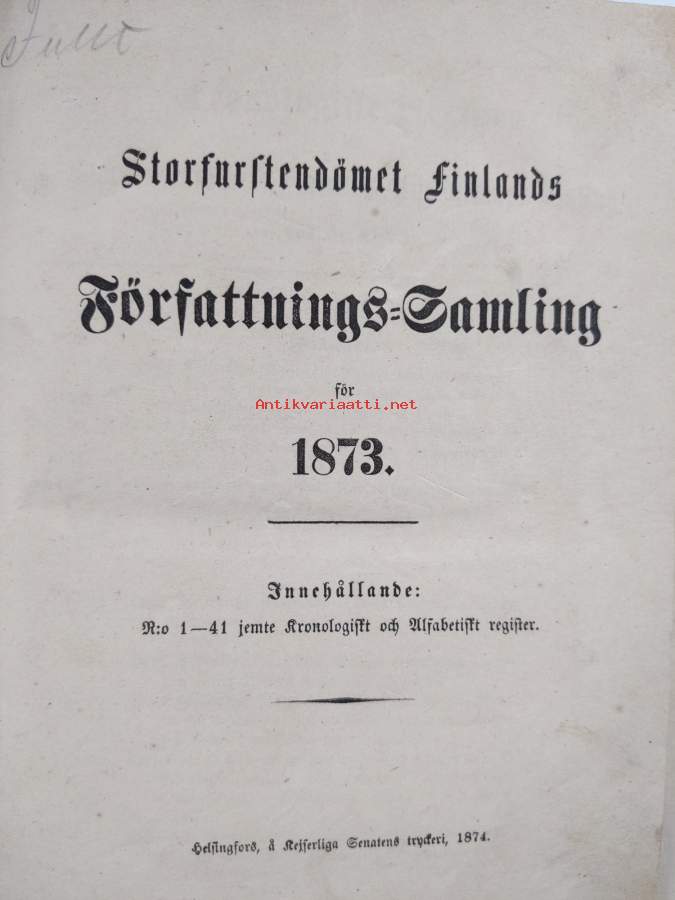 Storfurstendömet Finlands
Författnings-Samling
för
Antikvariaatti.net
1873.
Innehållande:
N:o 1—41 jemte Kronologiskt och Alfabetiskt register.
Helsingfors, å Kejserliga Senatens tryckeri, 1874.